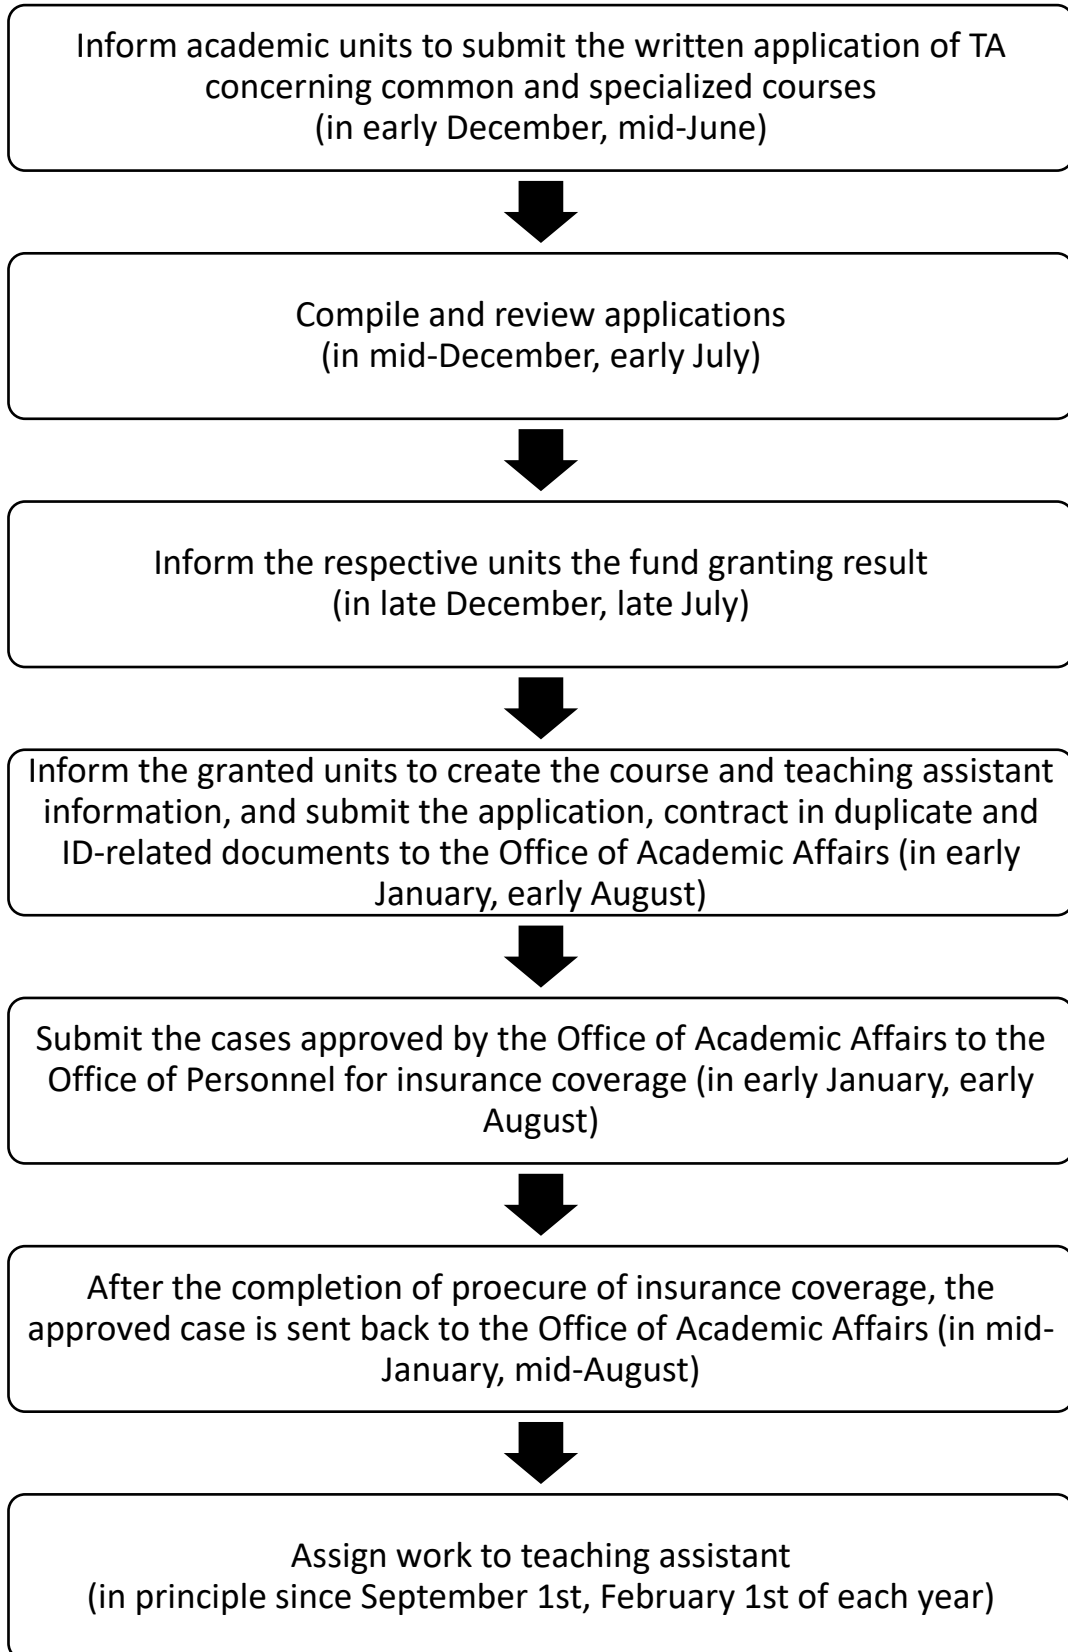 Inform academic units to submit the written application of TA
concerning common and specialized courses
(in early December, mid-June)
Compile and review applications
(in mid-December, early July)
Inform the respective units the fund granting result
(in late December, late July)
Inform the granted units to create the course and teaching assistant
information, and submit the application, contract in duplicate and
ID-related documents to the Office of Academic Affairs (in early
January, early August)
Submit the cases approved by the Office of Academic Affairs to the
Office of Personnel for insurance coverage (in early January, early
August)
After the completion of proecure of insurance coverage, the
approved case is sent back to the Office of Academic Affairs (in mid-
January, mid-August)
Assign work to teaching assistant
(in principle since September 1st, February 1st of each year)